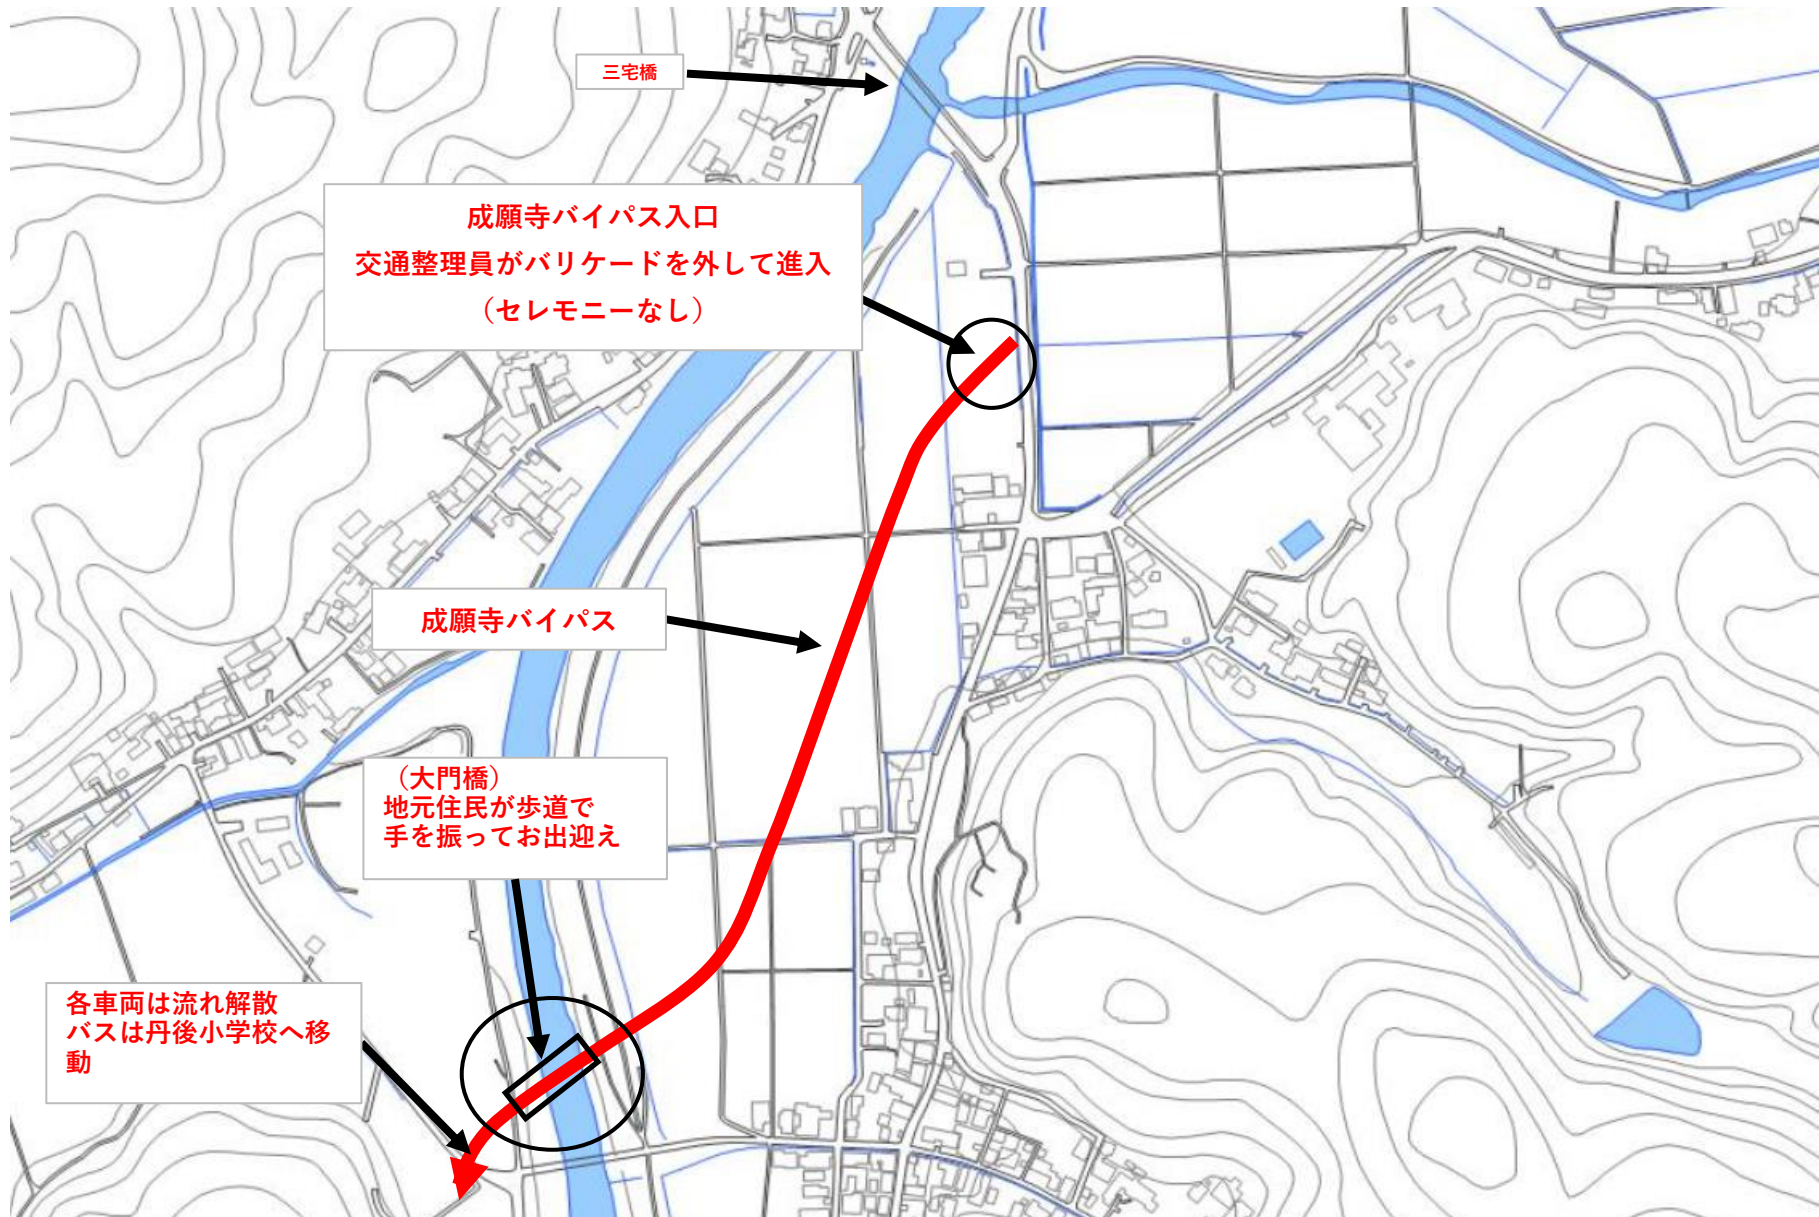 三宅橋
成願寺バイパス入口
交通整理員がバリケードを外して進入
（セレモニーなし）
成願寺バイパス
（大門橋）
地元住民が歩道で
手を振ってお出迎え
各車両は流れ解散
バスは丹後小学校へ移
動